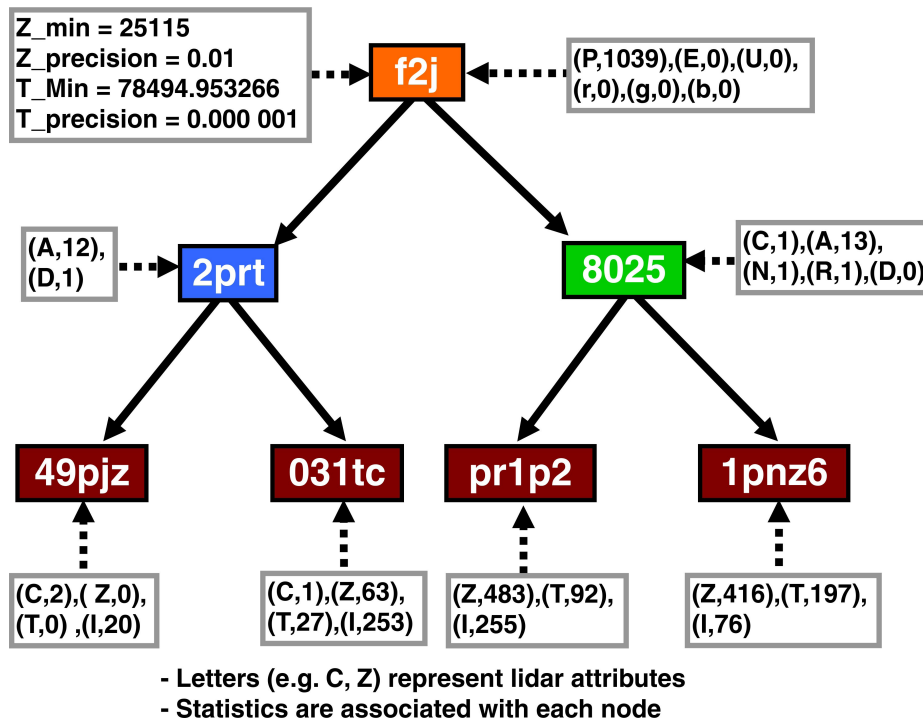 Z_min = 25115
Z_precision = 0.01
T_Min = 78494.953266
T_precision = 0.000 001
f2j
(P,1039),(E,0),(U,0),
(r,0),(g,0),(b,0)
(A,12),
(D,1)
2prt
8025
(C,1),(A,13),
(N,1),(R,1),(D,0)
49pjz
031tc
pr1p2
1pnz6
(C,2),( Z,0),
(T,0) ,(I,20)
(C,1),(Z,63),
(T,27),(I,253)
(Z,483),(T,92),
(I,255)
(Z,416),(T,197),
(I,76)
- Letters (e.g. C, Z) represent lidar attributes
- Statistics are associated with each node